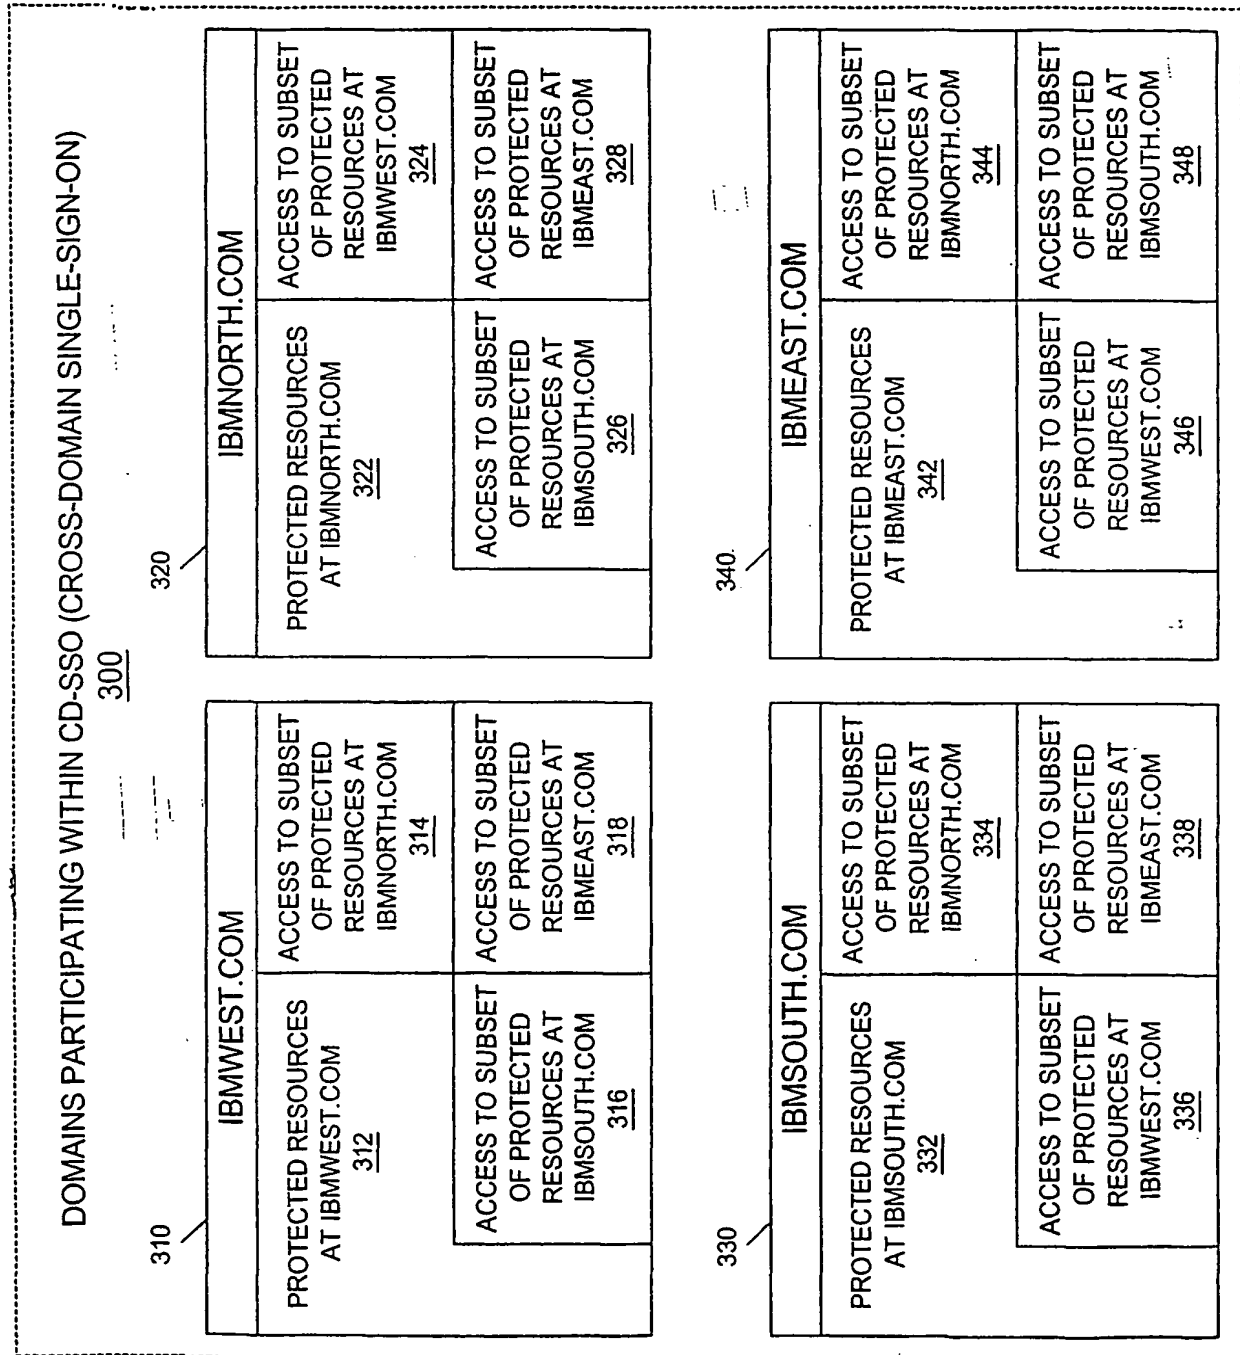 DOMAINS PARTICIPATING WITHIN CD-SSO (CROSS-DOMAIN SINGLE-SIGN-ON)
300
310
IBMWEST.COM
PROTECTED RESOURCES
AT IBMWEST.COM
312
ACCESS TO SUBSET
OF PROTECTED
RESOURCES AT
IBMNORTH.COM
314
ACCESS TO SUBSET
OF PROTECTED
RESOURCES AT
IBMSOUTH.COM
316
ACCESS TO SUBSET
OF PROTECTED
RESOURCES AT
IBMEAST.COM
318
320
IBMNORTH.COM
PROTECTED RESOURCES
AT IBMNORTH.COM
322
ACCESS TO SUBSET
OF PROTECTED
RESOURCES AT
IBMWEST.COM
324
ACCESS TO SUBSET
OF PROTECTED
RESOURCES AT
IBMSOUTH.COM
326
ACCESS TO SUBSET
OF PROTECTED
RESOURCES AT
IBMEAST.COM
328
330
IBMSOUTH.COM
PROTECTED RESOURCES
AT IBMSOUTH.COM
332
ACCESS TO SUBSET
OF PROTECTED
RESOURCES AT
IBMNORTH.COM
334
ACCESS TO SUBSET
OF PROTECTED
RESOURCES AT
IBMWEST.COM
336
ACCESS TO SUBSET
OF PROTECTED
RESOURCES AT
IBMEAST.COM
338
340
IBMEAST.COM
PROTECTED RESOURCES
AT IBMEAST.COM
342
ACCESS TO SUBSET
OF PROTECTED
RESOURCES AT
IBMNORTH.COM
344
ACCESS TO SUBSET
OF PROTECTED
RESOURCES AT
IBMWEST.COM
346
ACCESS TO SUBSET
OF PROTECTED
RESOURCES AT
IBMSOUTH.COM
348